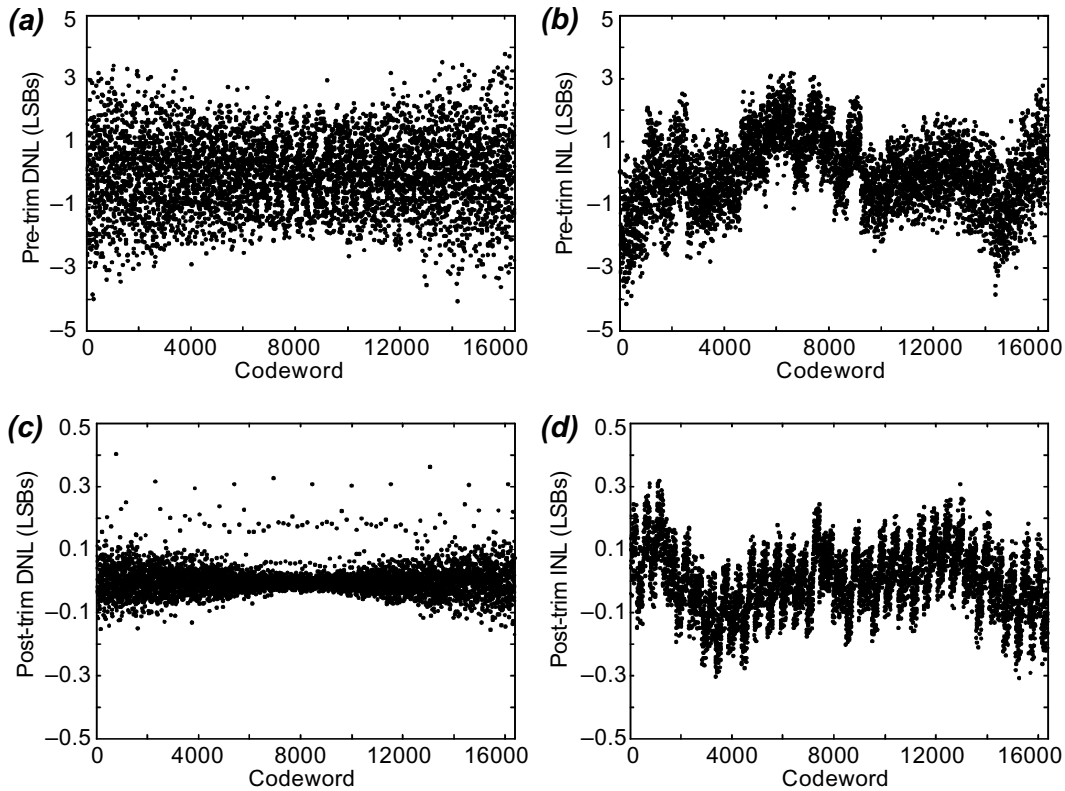 (a)
Pre-trim DNL (LSBs)
5
3
1
−1
−3
−5
0 4000 8000 12000 16000
Codeword
(b)
Pre-trim INL (LSBs)
5
3
1
−1
−3
−5
0 4000 8000 12000 16000
Codeword
(c)
Post-trim DNL (LSBs)
0.5
0.3
0.1
−0.1
−0.3
−0.5
0 4000 8000 12000 16000
Codeword
(d)
Post-trim INL (LSBs)
0.5
0.3
0.1
−0.1
−0.3
−0.5
0 4000 8000 12000 16000
Codeword